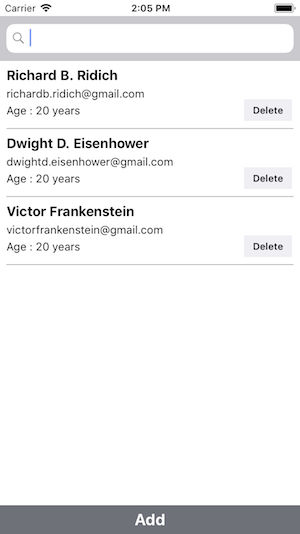 Carrier 2:05 PM
Richard B. Ridich
richardb.ridich@gmail.com
Age : 20 years Delete
Dwight D. Eisenhower
dwightd.eisenhower@gmail.com
Age : 20 years Delete
Victor Frankenstein
victorfrankenstein@gmail.com
Age : 20 years Delete
Add